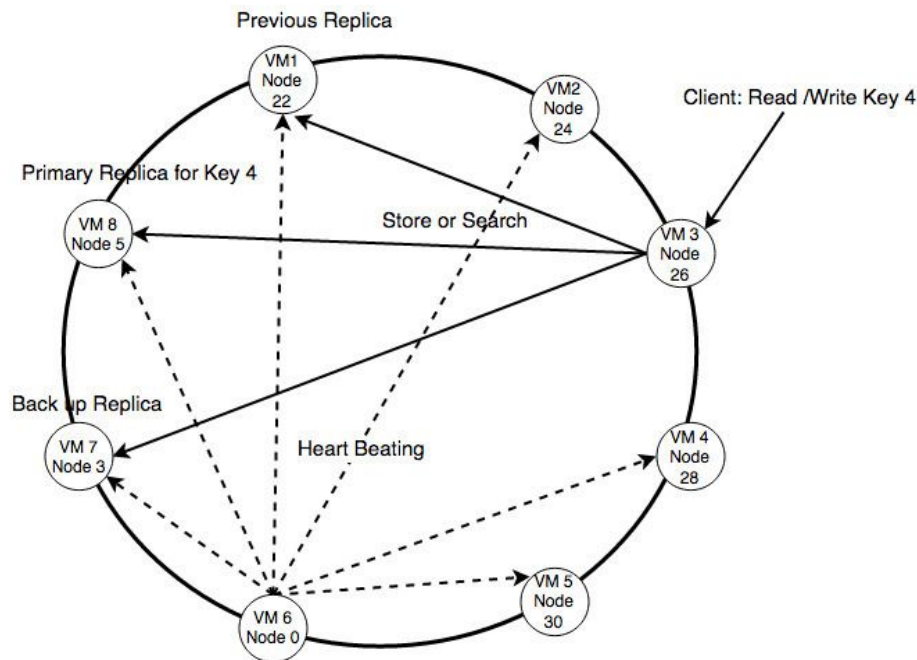 Previous Replica
VM1
Node
22
VM2
Node
24
Client: Read /Write Key 4
Primary Replica for Key 4
VM 8
Node 5
Store or Search
VM 3
Node
26
Back up Replica
VM 7
Node 3
Heart Beating
VM 4
Node
28
VM 5
Node
30
VM 6
Node 0